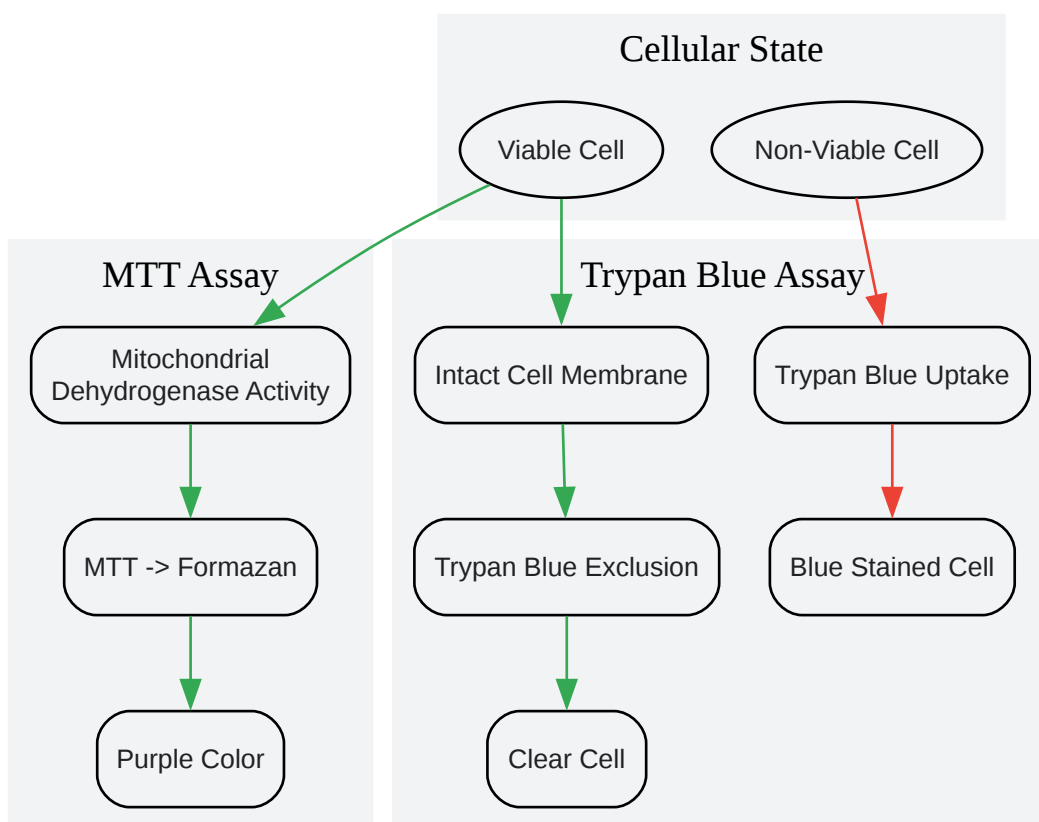 Cellular State
Viable Cell
Non-Viable Cell
MTT Assay
Trypan Blue Assay
Mitochondrial
Dehydrogenase Activity
Intact Cell Membrane
Trypan Blue Uptake
MTT -> Formazan
Trypan Blue Exclusion
Blue Stained Cell
Purple Color
Clear Cell